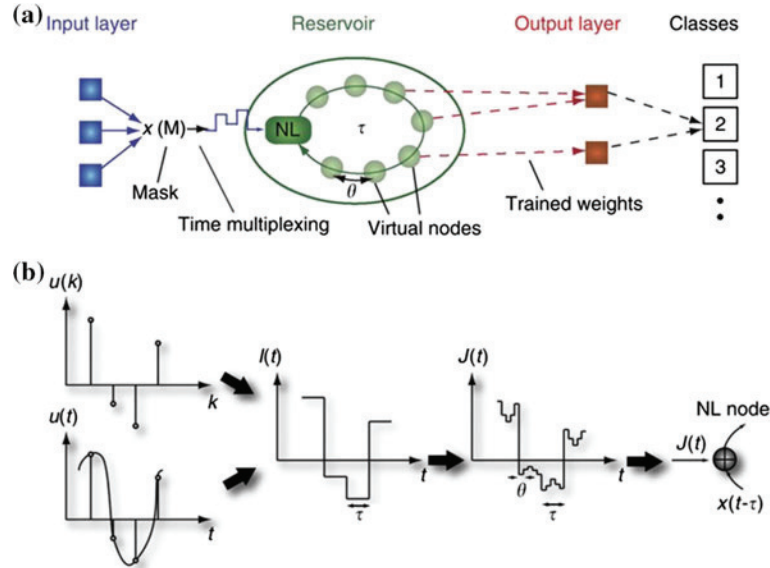 (a)
Input layer Reservoir Output layer Classes
1
x (M) NL τ 2
θ 3
Mask
Time multiplexing Virtual nodes Trained weights
(b)
u(k)
k
u(t)
t
I(t)
t
τ
J(t)
t
θ
τ
NL node
J(t)
x(t-τ)